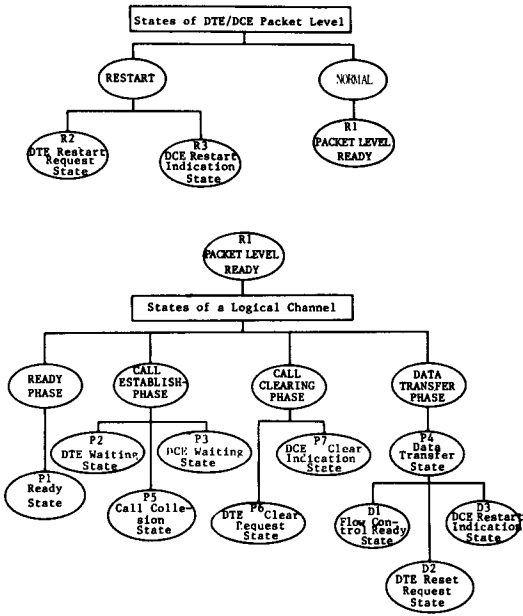 States of DTE/DCE Packet Level
RESTART
NORMAL
R2
DTE Restart
Request
State
R3
DCE Restart
Indication
State
R1
PACKET LEVEL
READY
R1
PACKET LEVEL
READY
States of a Logical Channel
READY
PHASE
CALL
ESTABLISH-
PHASE
CALL
CLEARING
PHASE
DATA
TRANSFER
PHASE
P2
DTE Waiting
State
P3
DCE Waiting
State
P7
DCE Clear
Indication
State
P4
Data
Transfer
State
P1
Ready
State
P5
Call Colle-
sion
State
P6
DTE Clear
Request
State
D1
Flow Con-
trol Ready
State
D3
DCE Restart
Indication
State
D2
DTE Reset
Request
State